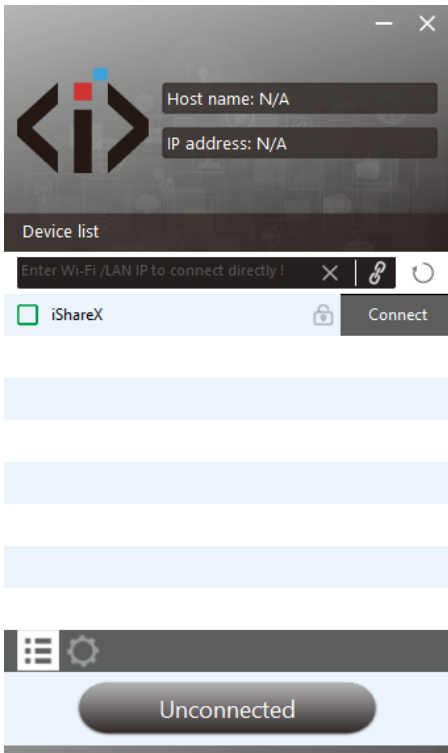 Host name: N/A
IP address: N/A
Device list
Enter Wi-Fi /LAN IP to connect directly !
iShareX Connect
Unconnected